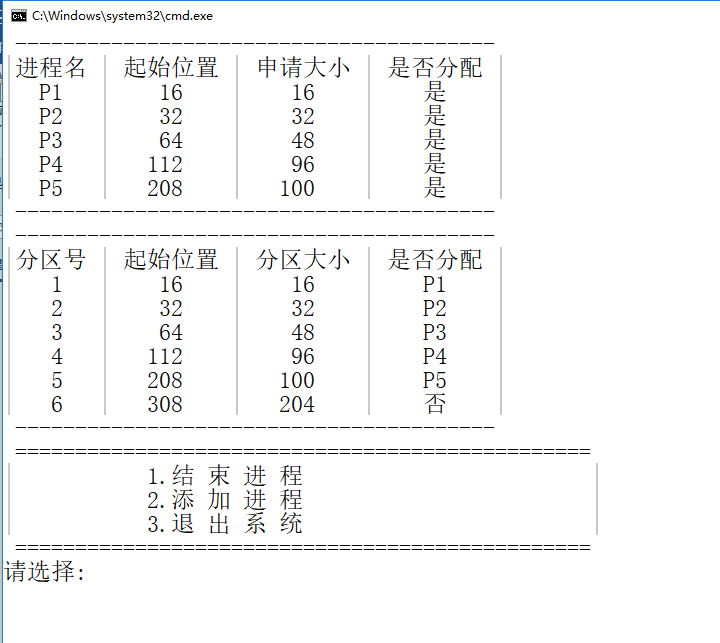 C:\Windows\system32\cmd.exe
----------------------------------------
进程名 起始位置 申请大小 是否分配
P1 16 16 是
P2 32 32 是
P3 64 48 是
P4 112 96 是
P5 208 100 是
----------------------------------------
----------------------------------------
分区号 起始位置 分区大小 是否分配
1 16 16 P1
2 32 32 P2
3 64 48 P3
4 112 96 P4
5 208 100 P5
6 308 204 否
----------------------------------------
================================================
1.结 束 进 程
2.添 加 进 程
3.退 出 系 统
================================================
请选择: